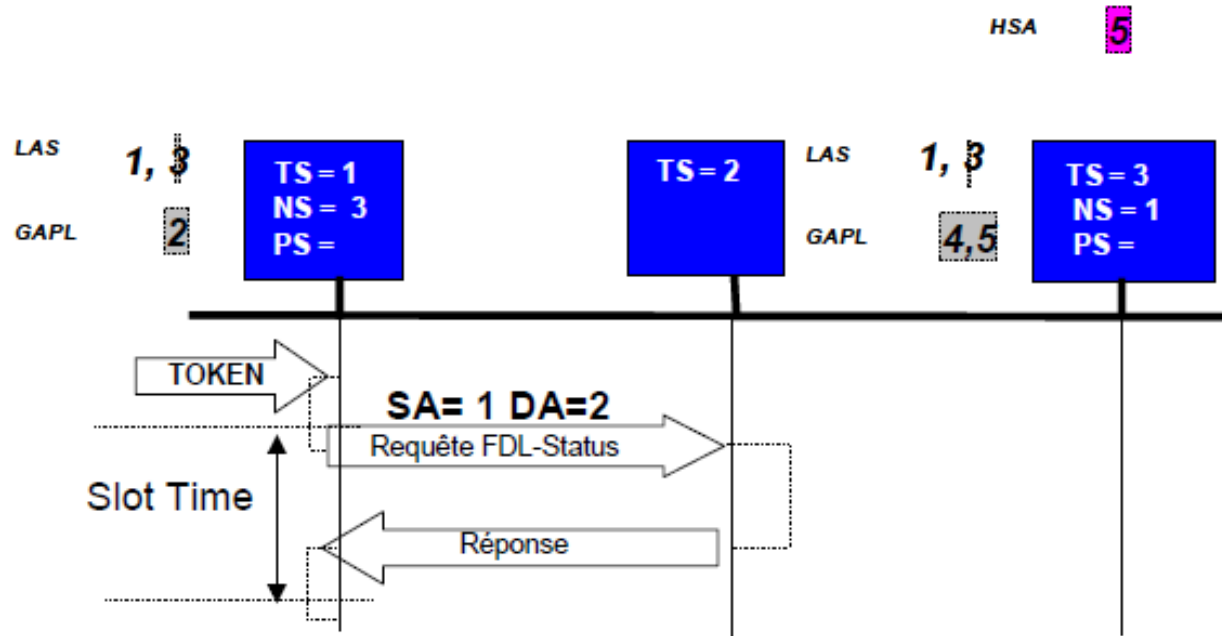 HSA 5
LAS 1, 3
GAPL 2
TS = 1
NS = 3
PS =
TS = 2
LAS 1, 3
GAPL 4,5
TS = 3
NS = 1
PS =
TOKEN
SA= 1 DA=2
Requête FDL-Status
Slot Time
Réponse